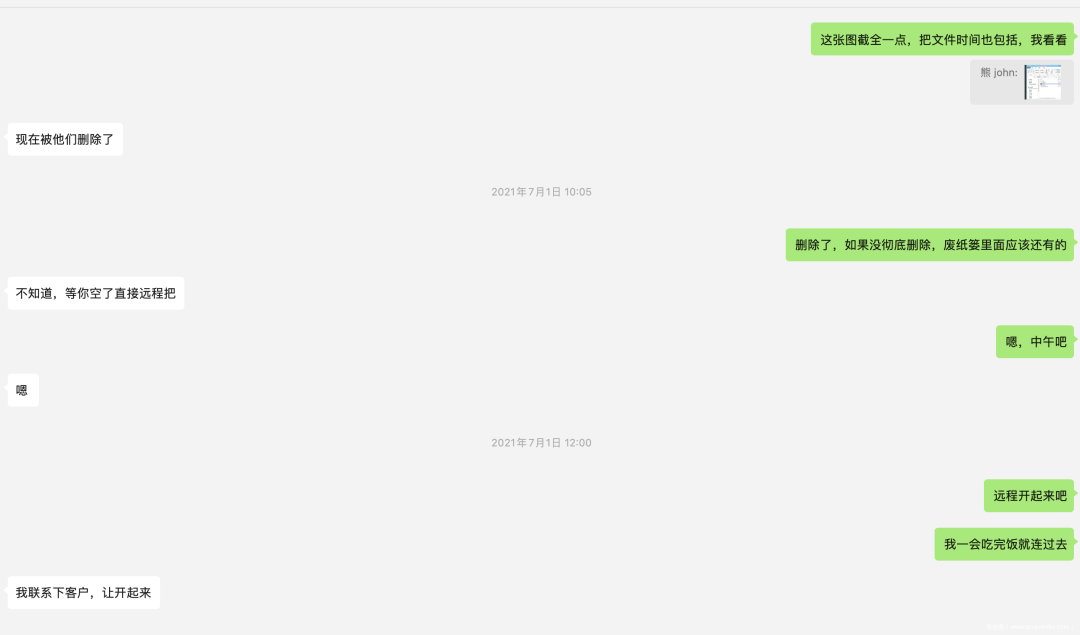 这张图截全一点，把文件时间也包括，我看看
熊 john:
现在被他们删除了
2021年7月1日 10:05
删除了，如果没彻底删除，废纸篓里面应该还有的
不知道，等你空了直接远程把
嗯，中午吧
嗯
2021年7月1日 12:00
远程开起来吧
我一会吃完饭就连过去
我联系下客户，让开起来